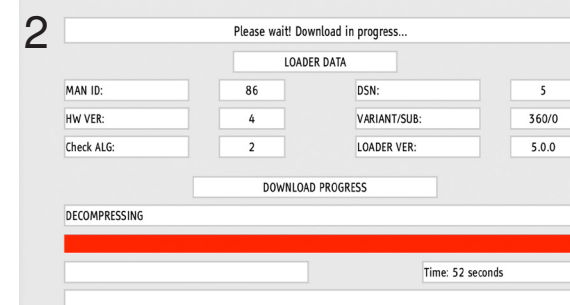 2
Please wait! Download in progress...
LOADER DATA
MAN ID: 86 DSN: 5
HW VER: 4 VARIANT/SUB: 360/0
Check ALG: 2 LOADER VER: 5.0.0
DOWNLOAD PROGRESS
DECOMPRESSING
Time: 52 seconds